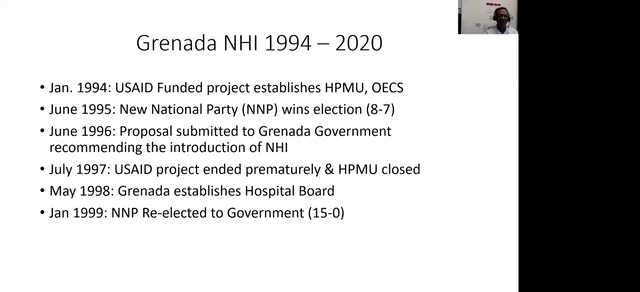 Grenada NHI 1994 – 2020
• Jan. 1994: USAID Funded project establishes HPMU, OECS
• June 1995: New National Party (NNP) wins election (8-7)
• June 1996: Proposal submitted to Grenada Government
recommending the introduction of NHI
• July 1997: USAID project ended prematurely & HPMU closed
• May 1998: Grenada establishes Hospital Board
• Jan 1999: NNP Re-elected to Government (15-0)